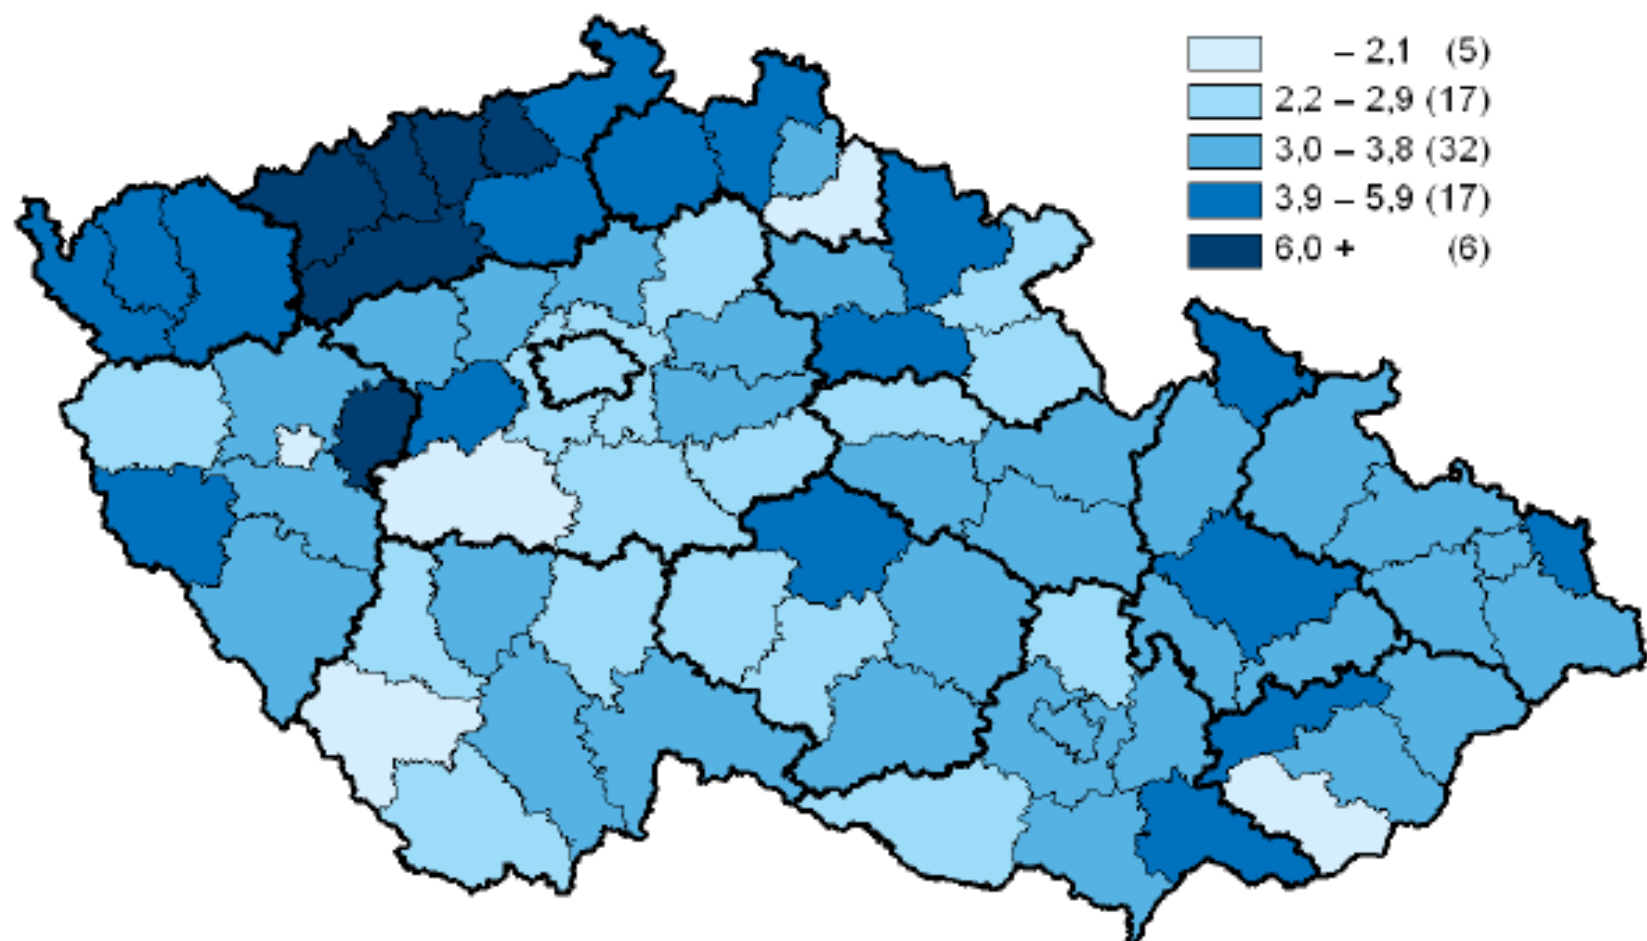 – 2,1 (5)
2,2 – 2,9 (17)
3,0 – 3,8 (32)
3,9 – 5,9 (17)
6,0 + (6)